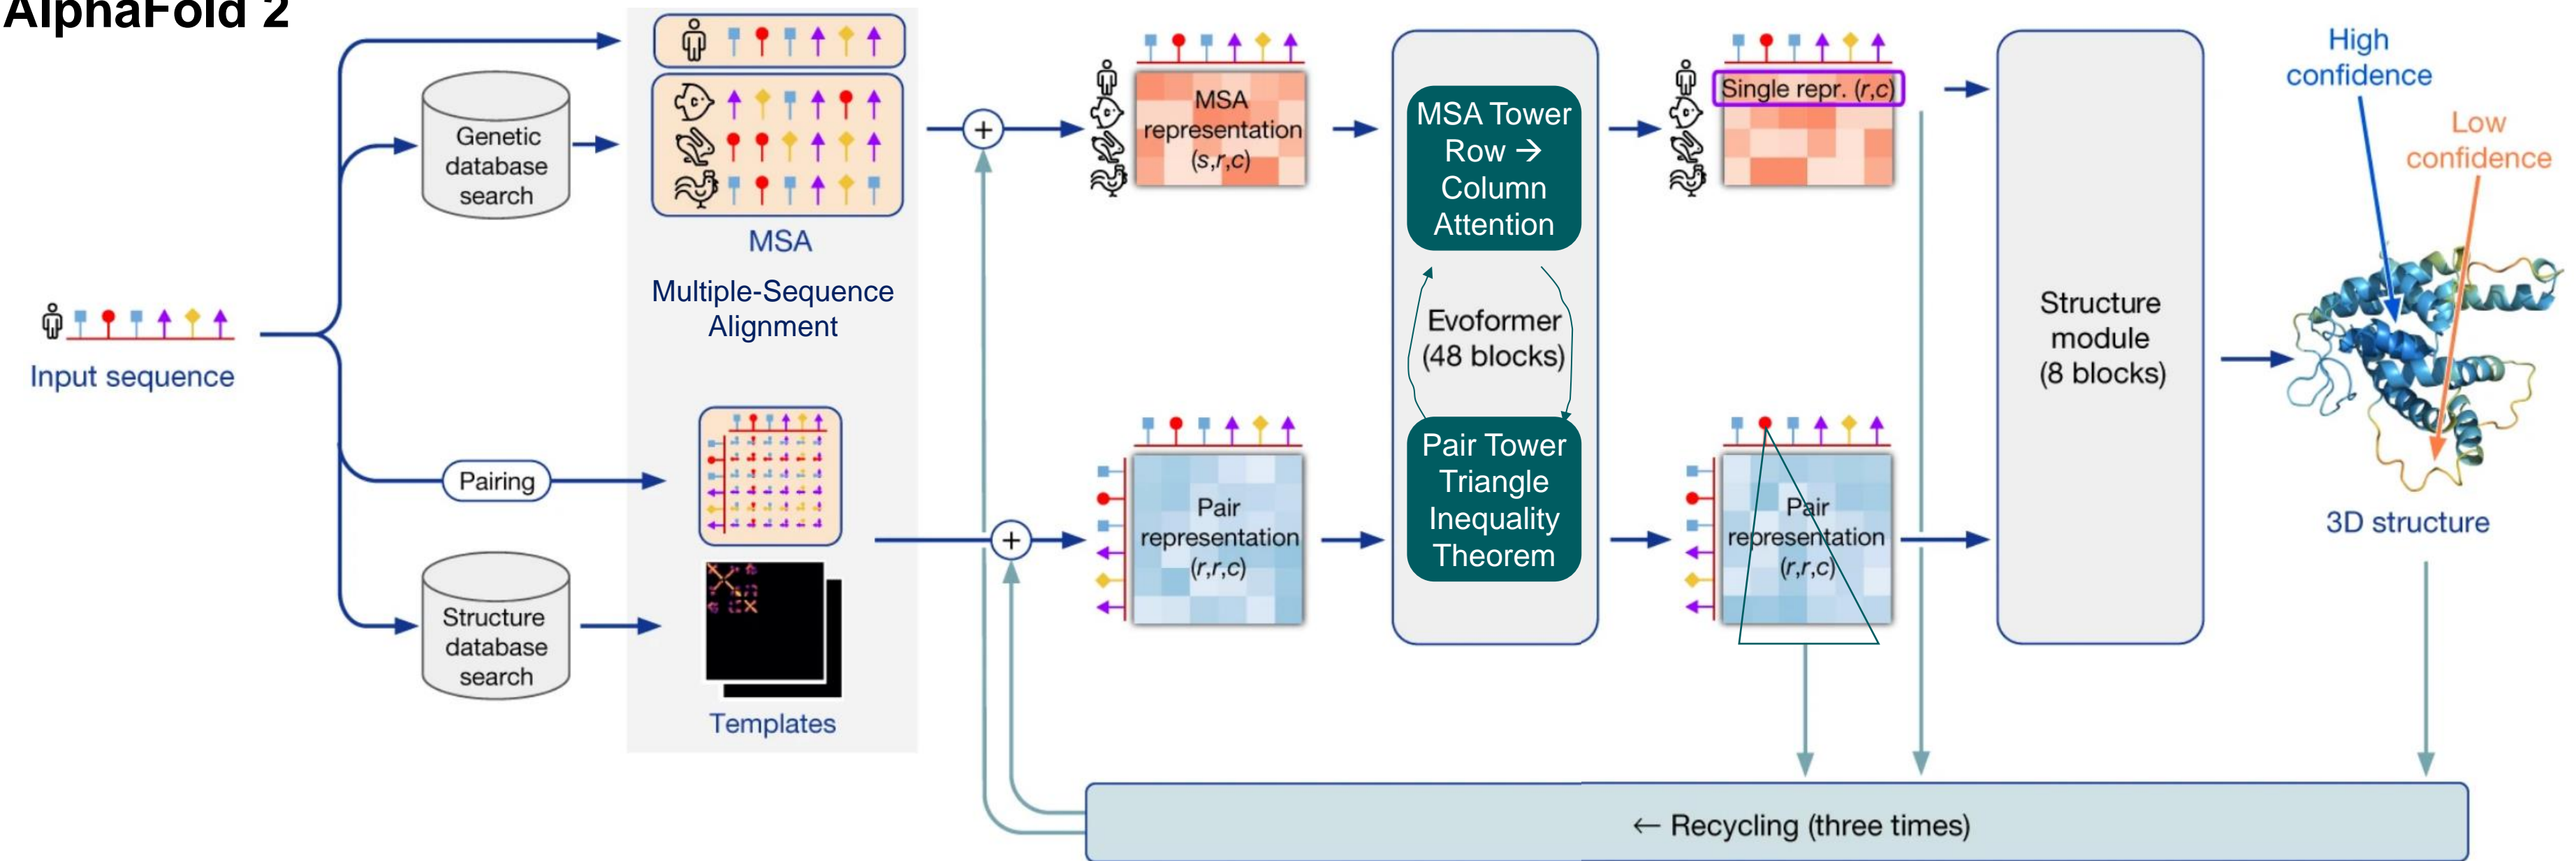 AlphaFold 2
Input sequence
Genetic
database
search
Pairing
Structure
database
search
MSA
Multiple-Sequence
Alignment
Templates
+
+
MSA
representation
(s,r,c)
Pair
representation
(r,r,c)
MSA Tower
Row →
Column
Attention
Evoformer
(48 blocks)
Pair Tower
Triangle
Inequality
Theorem
Single repr. (r,c)
Pair
representation
(r,r,c)
Structure
module
(8 blocks)
High
confidence
Low
confidence
3D structure
← Recycling (three times)